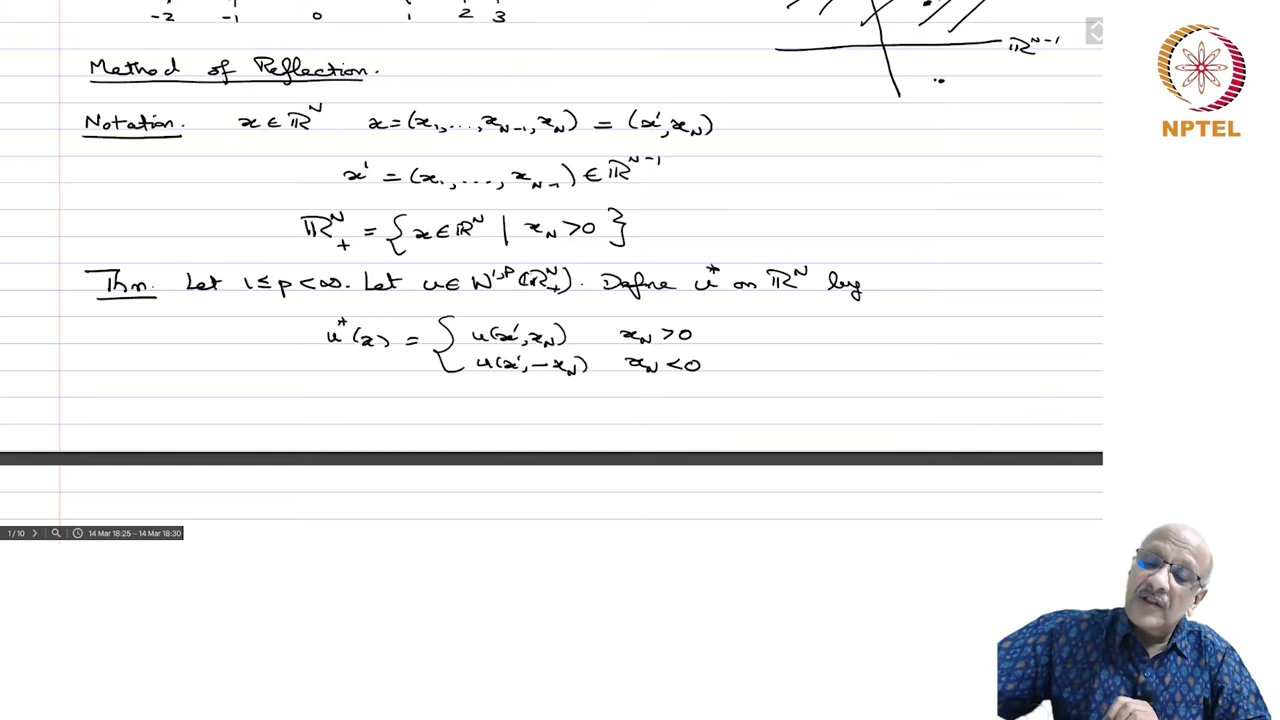 -2 -1 0 1 2 3
ℝ^{N-1}
NPTEL
Method of Reflection.
Notation. x ∈ ℝ^N x = (x_1, ..., x_{N-1}, x_N) = (x', x_N)
x' = (x_1, ..., x_{N-1}) ∈ ℝ^{N-1}
ℝ^N_+ = { x ∈ ℝ^N | x_N > 0 }
Thm. Let 1 ≤ p < ∞. Let u ∈ W^{1,p}(ℝ^N_+). Define u* on ℝ^N by
u*(x) = { u(x', x_N) x_N > 0
u(x', -x_N) x_N < 0
1 / 10 14 Mar 18:25 – 14 Mar 18:30